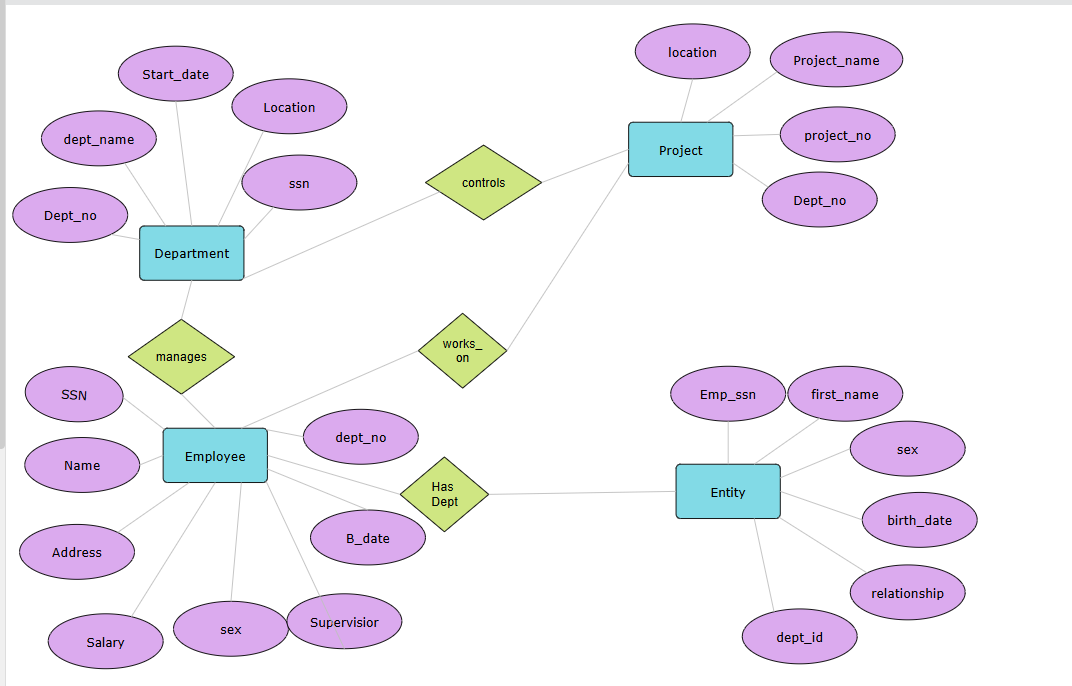 location
Project_name
Start_date
Location
dept_name
project_no
Project
controls
ssn
Dept_no
Dept_no
Department
works_
on
manages
SSN
Emp_ssn
first_name
dept_no
Employee
Name
sex
Has
Dept
Entity
birth_date
B_date
Address
relationship
Supervisior
sex
Salary
dept_id